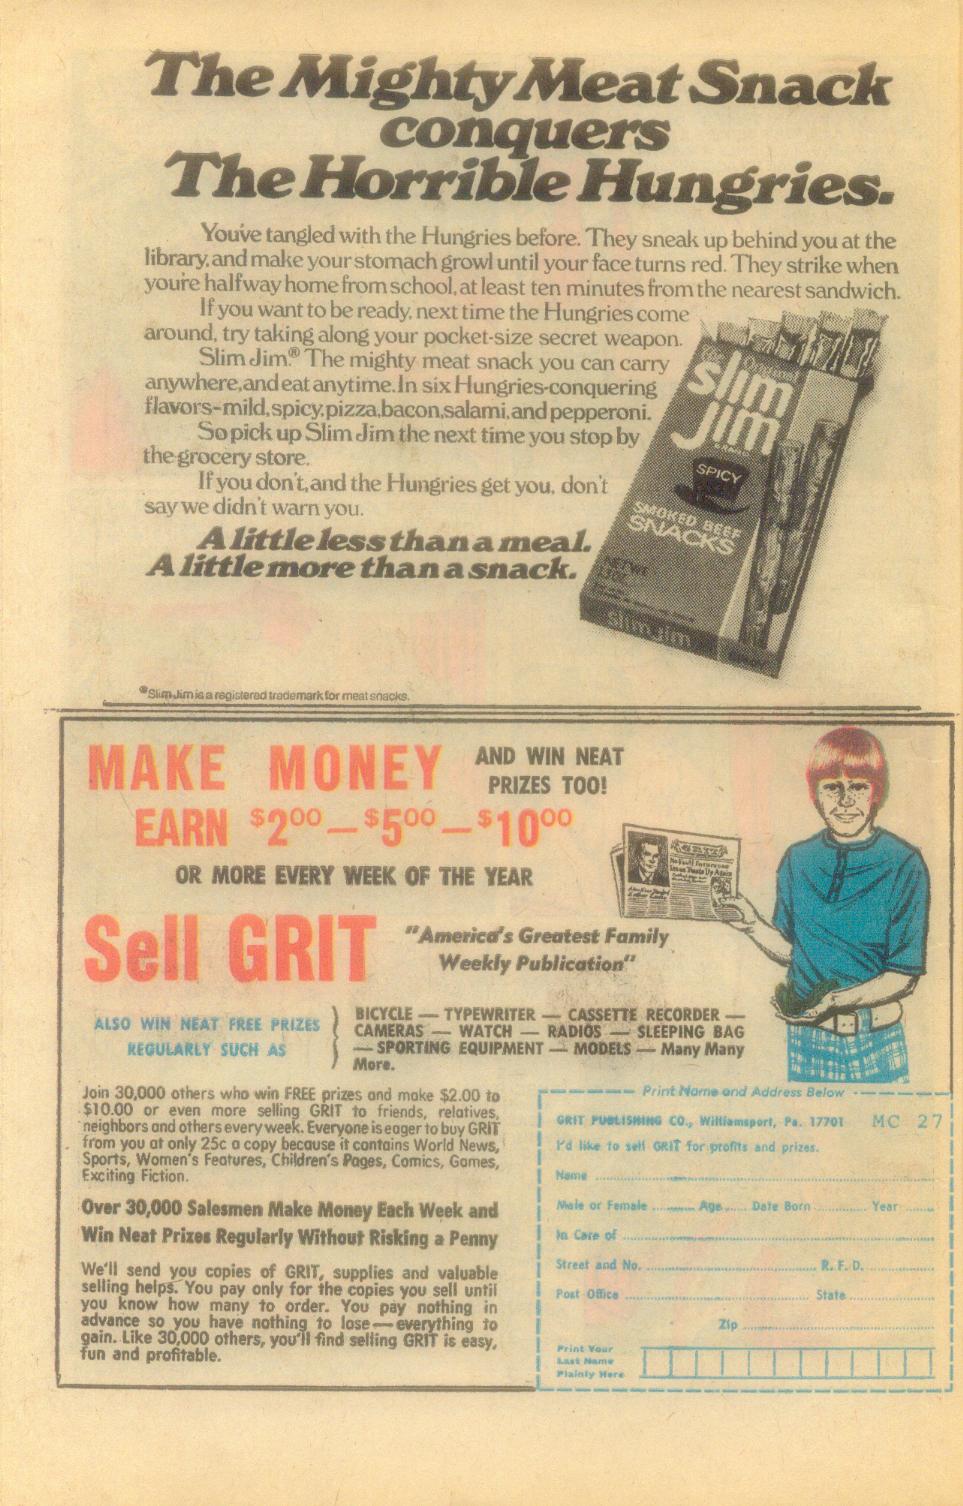 The Mighty Meat Snack
conquers
The Horrible Hungries.
You've tangled with the Hungries before. They sneak up behind you at the
library, and make your stomach growl until your face turns red. They strike when
you're halfway home from school, at least ten minutes from the nearest sandwich.
If you want to be ready, next time the Hungries come
around, try taking along your pocket-size secret weapon.
Slim Jim.® The mighty meat snack you can carry
anywhere, and eat anytime. In six Hungries-conquering
flavors–mild, spicy, pizza, bacon, salami, and pepperoni.
So pick up Slim Jim the next time you stop by
the grocery store.
If you don't, and the Hungries get you, don't
say we didn't warn you.
A little less than a meal.
A little more than a snack.
slim
jim
SPICY
SMOKED BEEF
SNACKS
NET WT.
slim jim
®Slim Jim is a registered trademark for meat snacks.
MAKE MONEY AND WIN NEAT
PRIZES TOO!
EARN $2.00 — $5.00 — $10.00
OR MORE EVERY WEEK OF THE YEAR
GRIT
Sell GRIT "America's Greatest Family
Weekly Publication"
ALSO WIN NEAT FREE PRIZES
REGULARLY SUCH AS
BICYCLE — TYPEWRITER — CASSETTE RECORDER —
CAMERAS — WATCH — RADIOS — SLEEPING BAG
— SPORTING EQUIPMENT — MODELS — Many Many
More.
Join 30,000 others who win FREE prizes and make $2.00 to
$10.00 or even more selling GRIT to friends, relatives,
neighbors and others every week. Everyone is eager to buy GRIT
from you at only 25c a copy because it contains World News,
Sports, Women's Features, Children's Pages, Comics, Games,
Exciting Fiction.
Over 30,000 Salesmen Make Money Each Week and
Win Neat Prizes Regularly Without Risking a Penny
We'll send you copies of GRIT, supplies and valuable
selling helps. You pay only for the copies you sell until
you know how many to order. You pay nothing in
advance so you have nothing to lose — everything to
gain. Like 30,000 others, you'll find selling GRIT is easy,
fun and profitable.
Print Name and Address Below
GRIT PUBLISHING CO., Williamsport, Pa. 17701 MC 27
I'd like to sell GRIT for profits and prizes.
Name
Male or Female Age Date Born Year
In Care of
Street and No. R. F. D.
Post Office State
Zip
Print Your
Last Name
Plainly Here